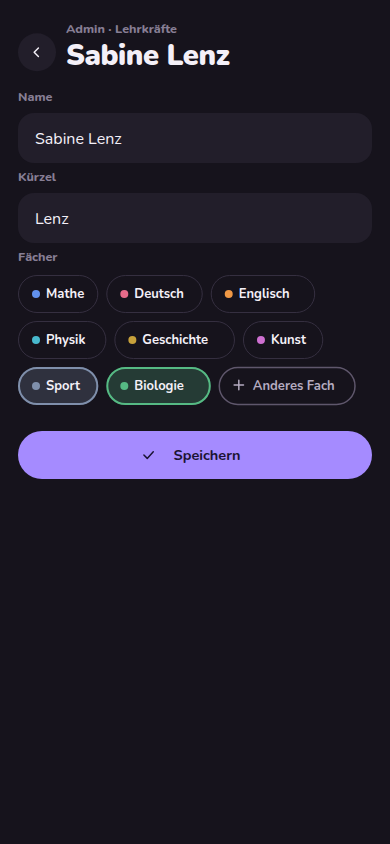 Admin · Lehrkräfte
Sabine Lenz
Name
Sabine Lenz
Kürzel
Lenz
Fächer
Mathe Deutsch Englisch
Physik Geschichte Kunst
Sport Biologie + Anderes Fach
Speichern